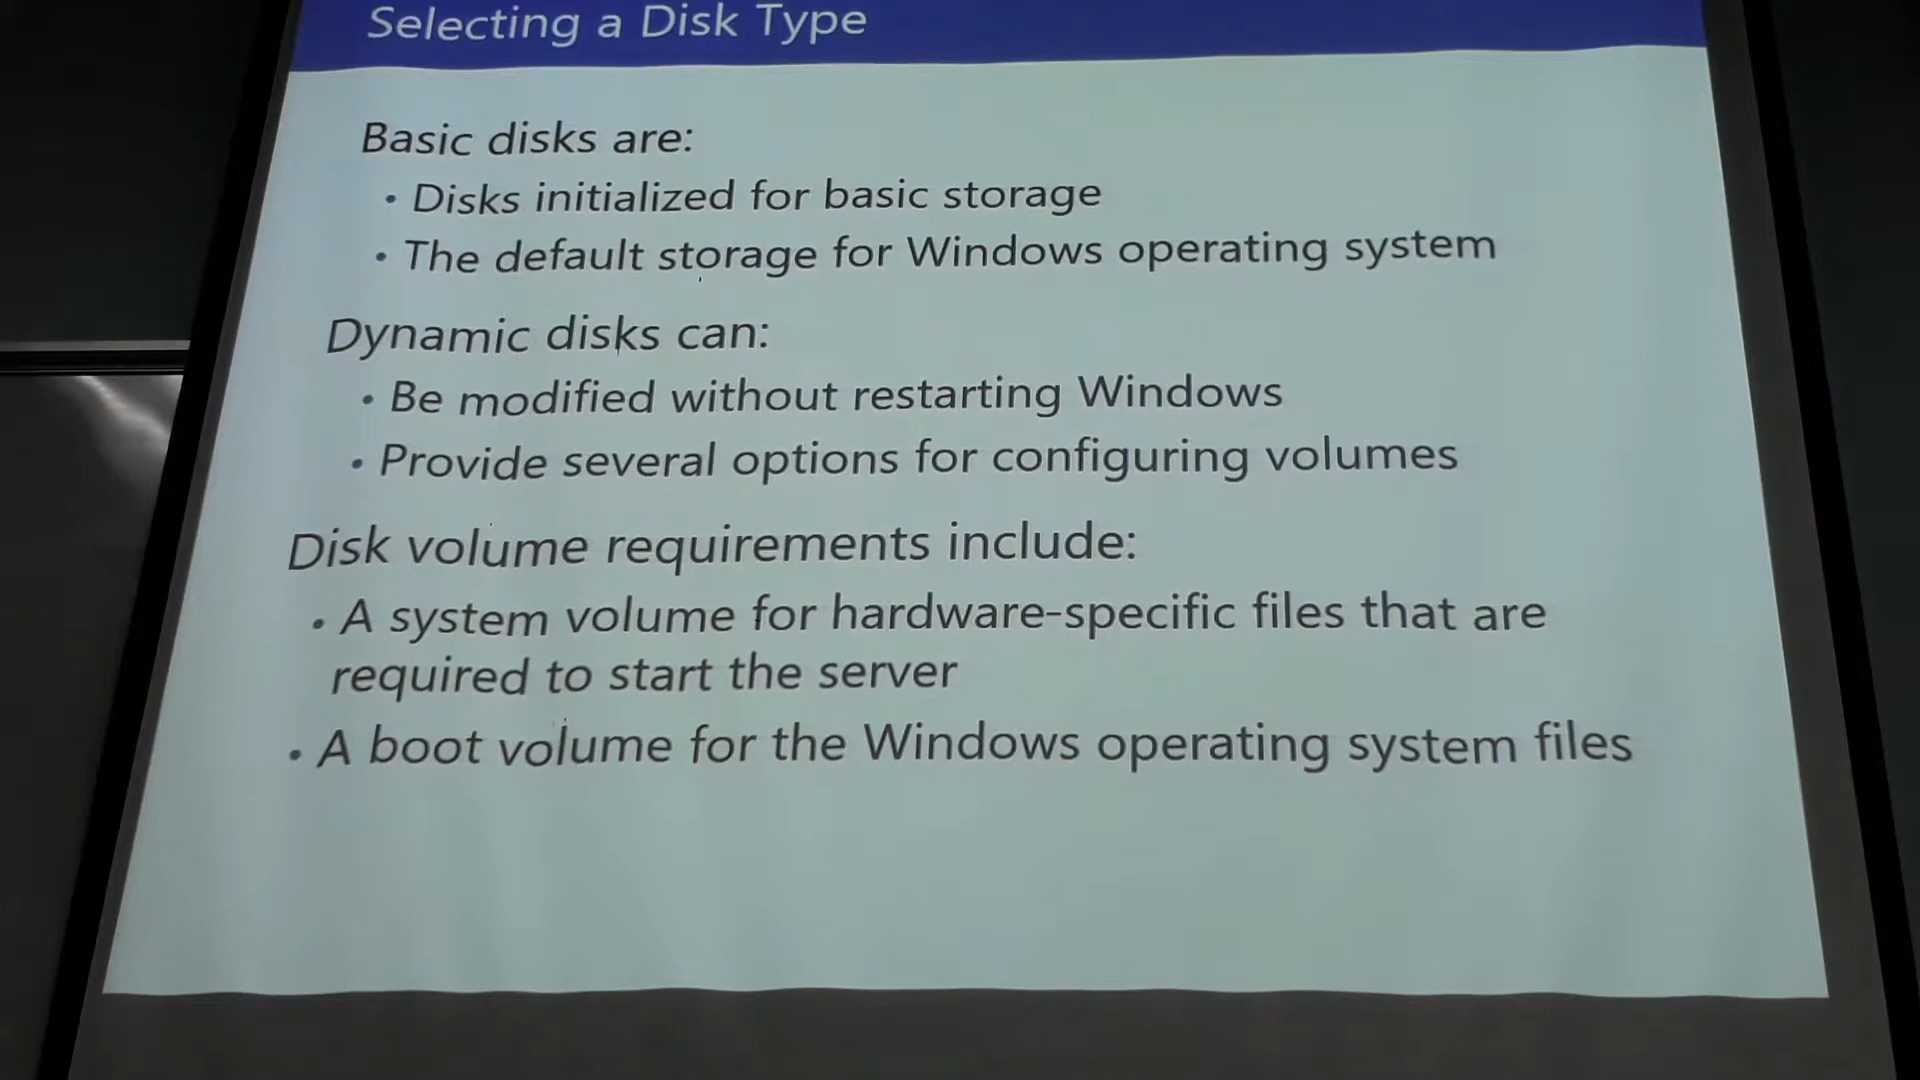 Selecting a Disk Type
Basic disks are:
• Disks initialized for basic storage
• The default storage for Windows operating system
Dynamic disks can:
• Be modified without restarting Windows
• Provide several options for configuring volumes
Disk volume requirements include:
• A system volume for hardware-specific files that are
required to start the server
• A boot volume for the Windows operating system files